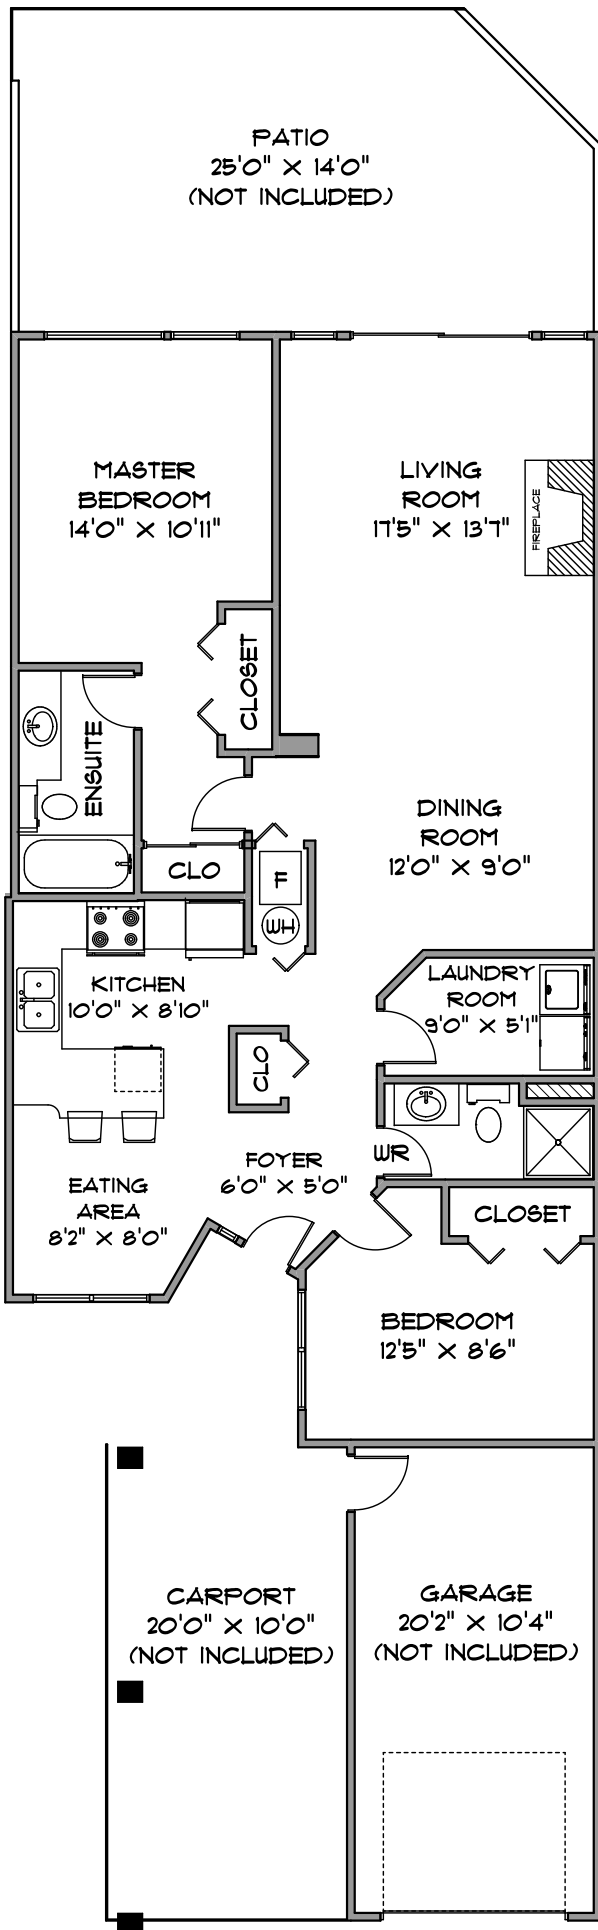 PATIO
25'0" X 14'0"
(NOT INCLUDED)
MASTER
BEDROOM
14'0" X 10'11"
LIVING
ROOM
17'5" X 13'7"
FIREPLACE
CLOSET
ENSUITE
DINING
ROOM
12'0" X 9'0"
CLO
F
WH
KITCHEN
10'0" X 8'10"
LAUNDRY
ROOM
9'0" X 5'1"
CLO
WR
FOYER
6'0" X 5'0"
EATING
AREA
8'2" X 8'0"
CLOSET
BEDROOM
12'5" X 8'6"
CARPORT
20'0" X 10'0"
(NOT INCLUDED)
GARAGE
20'2" X 10'4"
(NOT INCLUDED)